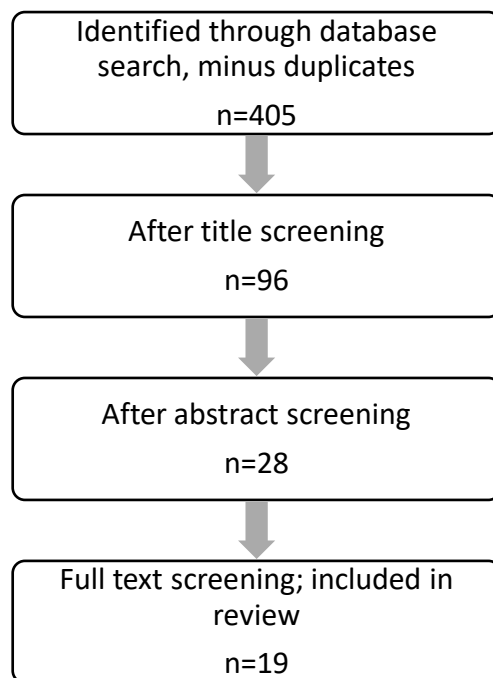 Identified through database
search, minus duplicates
n=405
After title screening
n=96
After abstract screening
n=28
Full text screening; included in
review
n=19